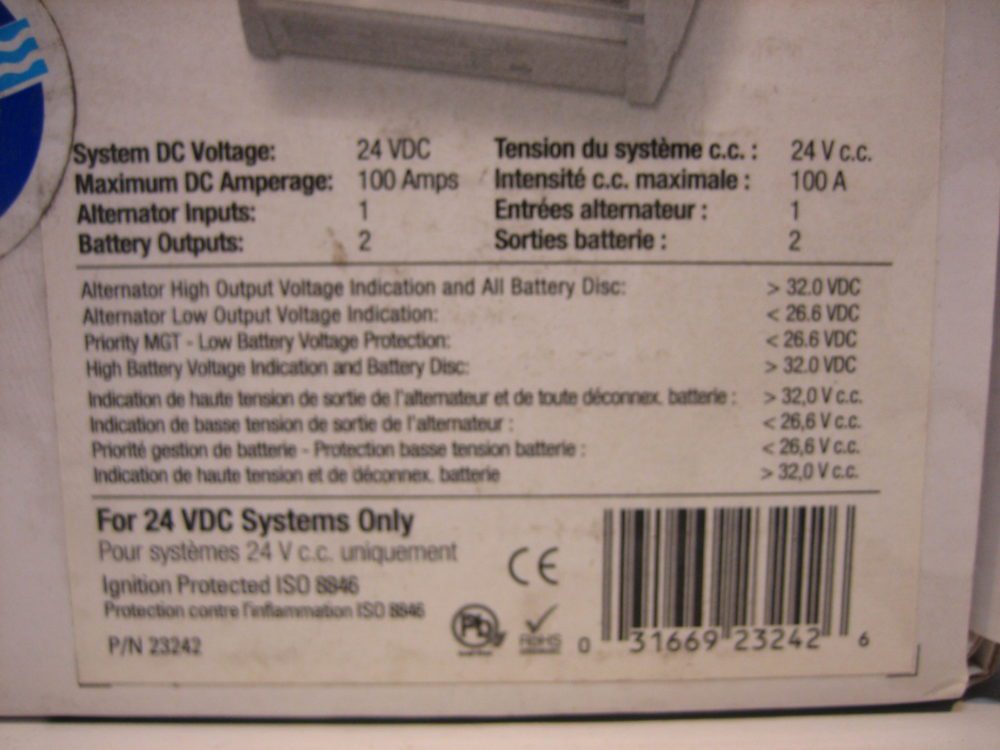 System DC Voltage: 24 VDC Tension du système c.c. : 24 V c.c.
Maximum DC Amperage: 100 Amps Intensité c.c. maximale : 100 A
Alternator Inputs: 1 Entrées alternateur : 1
Battery Outputs: 2 Sorties batterie : 2
Alternator High Output Voltage Indication and All Battery Disc: > 32.0 VDC
Alternator Low Output Voltage Indication: < 26.6 VDC
Priority MGT - Low Battery Voltage Protection: < 26.6 VDC
High Battery Voltage Indication and Battery Disc: > 32.0 VDC
Indication de haute tension de sortie de l'alternateur et de toute déconnex. batterie : > 32,0 V c.c.
Indication de basse tension de sortie de l'alternateur : < 26,6 V c.c.
Priorité gestion de batterie - Protection basse tension batterie : < 26,6 V c.c.
Indication de haute tension et de déconnex. batterie > 32,0 V c.c.
For 24 VDC Systems Only
Pour systèmes 24 V c.c. uniquement
CE
Ignition Protected ISO 8846
Protection contre l'inflammation ISO 8846
P/N 23242
Pb
RoHS
0 31669 23242 6